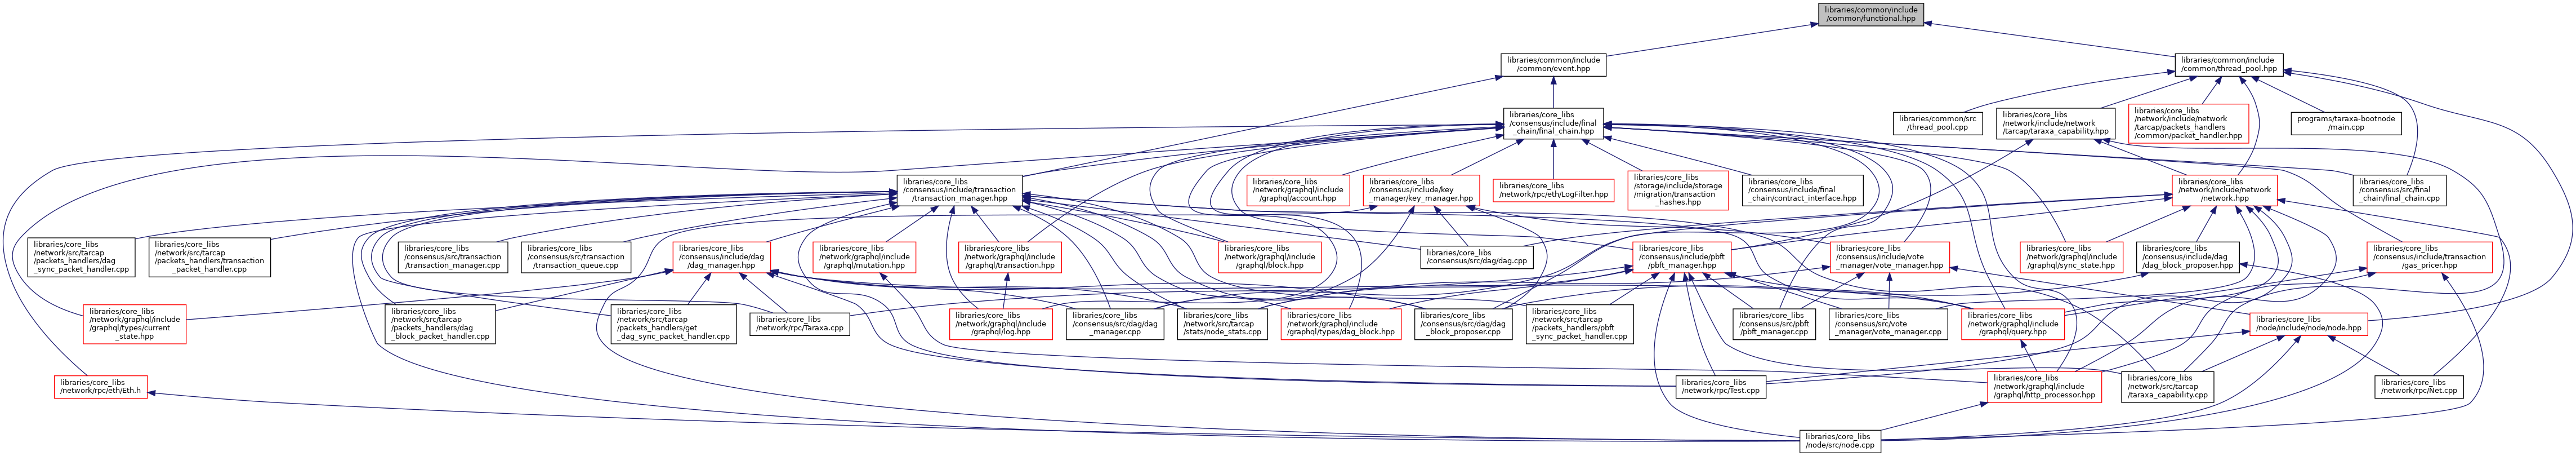 libraries/common/include
/common/functional.hpp
libraries/common/include
/common/event.hpp
libraries/common/include
/common/thread_pool.hpp
libraries/core_libs
/consensus/include/final
_chain/final_chain.hpp
libraries/common/src
/thread_pool.cpp
libraries/core_libs
/network/include/network
/tarcap/taraxa_capability.hpp
libraries/core_libs
/network/include/network
/tarcap/packets_handlers
/common/packet_handler.hpp
programs/taraxa-bootnode
/main.cpp
libraries/core_libs
/consensus/include/transaction
/transaction_manager.hpp
libraries/core_libs
/network/graphql/include
/graphql/account.hpp
libraries/core_libs
/consensus/include/key
_manager/key_manager.hpp
libraries/core_libs
/network/rpc/eth/LogFilter.hpp
libraries/core_libs
/storage/include/storage
/migration/transaction
_hashes.hpp
libraries/core_libs
/consensus/include/final
_chain/contract_interface.hpp
libraries/core_libs
/network/include/network
/network.hpp
libraries/core_libs
/consensus/src/final
_chain/final_chain.cpp
libraries/core_libs
/network/src/tarcap
/packets_handlers/dag
_sync_packet_handler.cpp
libraries/core_libs
/network/src/tarcap
/packets_handlers/transaction
_packet_handler.cpp
libraries/core_libs
/consensus/src/transaction
/transaction_manager.cpp
libraries/core_libs
/consensus/src/transaction
/transaction_queue.cpp
libraries/core_libs
/consensus/include/dag
/dag_manager.hpp
libraries/core_libs
/network/graphql/include
/graphql/mutation.hpp
libraries/core_libs
/network/graphql/include
/graphql/transaction.hpp
libraries/core_libs
/network/graphql/include
/graphql/block.hpp
libraries/core_libs
/consensus/src/dag/dag.cpp
libraries/core_libs
/consensus/include/pbft
/pbft_manager.hpp
libraries/core_libs
/consensus/include/vote
_manager/vote_manager.hpp
libraries/core_libs
/network/graphql/include
/graphql/sync_state.hpp
libraries/core_libs
/consensus/include/dag
/dag_block_proposer.hpp
libraries/core_libs
/consensus/include/transaction
/gas_pricer.hpp
libraries/core_libs
/network/graphql/include
/graphql/types/current
_state.hpp
libraries/core_libs
/network/src/tarcap
/packets_handlers/dag
_block_packet_handler.cpp
libraries/core_libs
/network/src/tarcap
/packets_handlers/get
_dag_sync_packet_handler.cpp
libraries/core_libs
/network/rpc/Taraxa.cpp
libraries/core_libs
/network/graphql/include
/graphql/log.hpp
libraries/core_libs
/consensus/src/dag/dag
_manager.cpp
libraries/core_libs
/network/src/tarcap
/stats/node_stats.cpp
libraries/core_libs
/network/graphql/include
/graphql/types/dag_block.hpp
libraries/core_libs
/consensus/src/dag/dag
_block_proposer.cpp
libraries/core_libs
/network/src/tarcap
/packets_handlers/pbft
_sync_packet_handler.cpp
libraries/core_libs
/consensus/src/pbft
/pbft_manager.cpp
libraries/core_libs
/consensus/src/vote
_manager/vote_manager.cpp
libraries/core_libs
/network/graphql/include
/graphql/query.hpp
libraries/core_libs
/node/include/node/node.hpp
libraries/core_libs
/network/rpc/eth/Eth.h
libraries/core_libs
/network/rpc/Test.cpp
libraries/core_libs
/network/graphql/include
/graphql/http_processor.hpp
libraries/core_libs
/network/src/tarcap
/taraxa_capability.cpp
libraries/core_libs
/network/rpc/Net.cpp
libraries/core_libs
/node/src/node.cpp